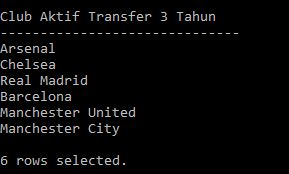 Club Aktif Transfer 3 Tahun
------------------------------
Arsenal
Chelsea
Real Madrid
Barcelona
Manchester United
Manchester City
6 rows selected.